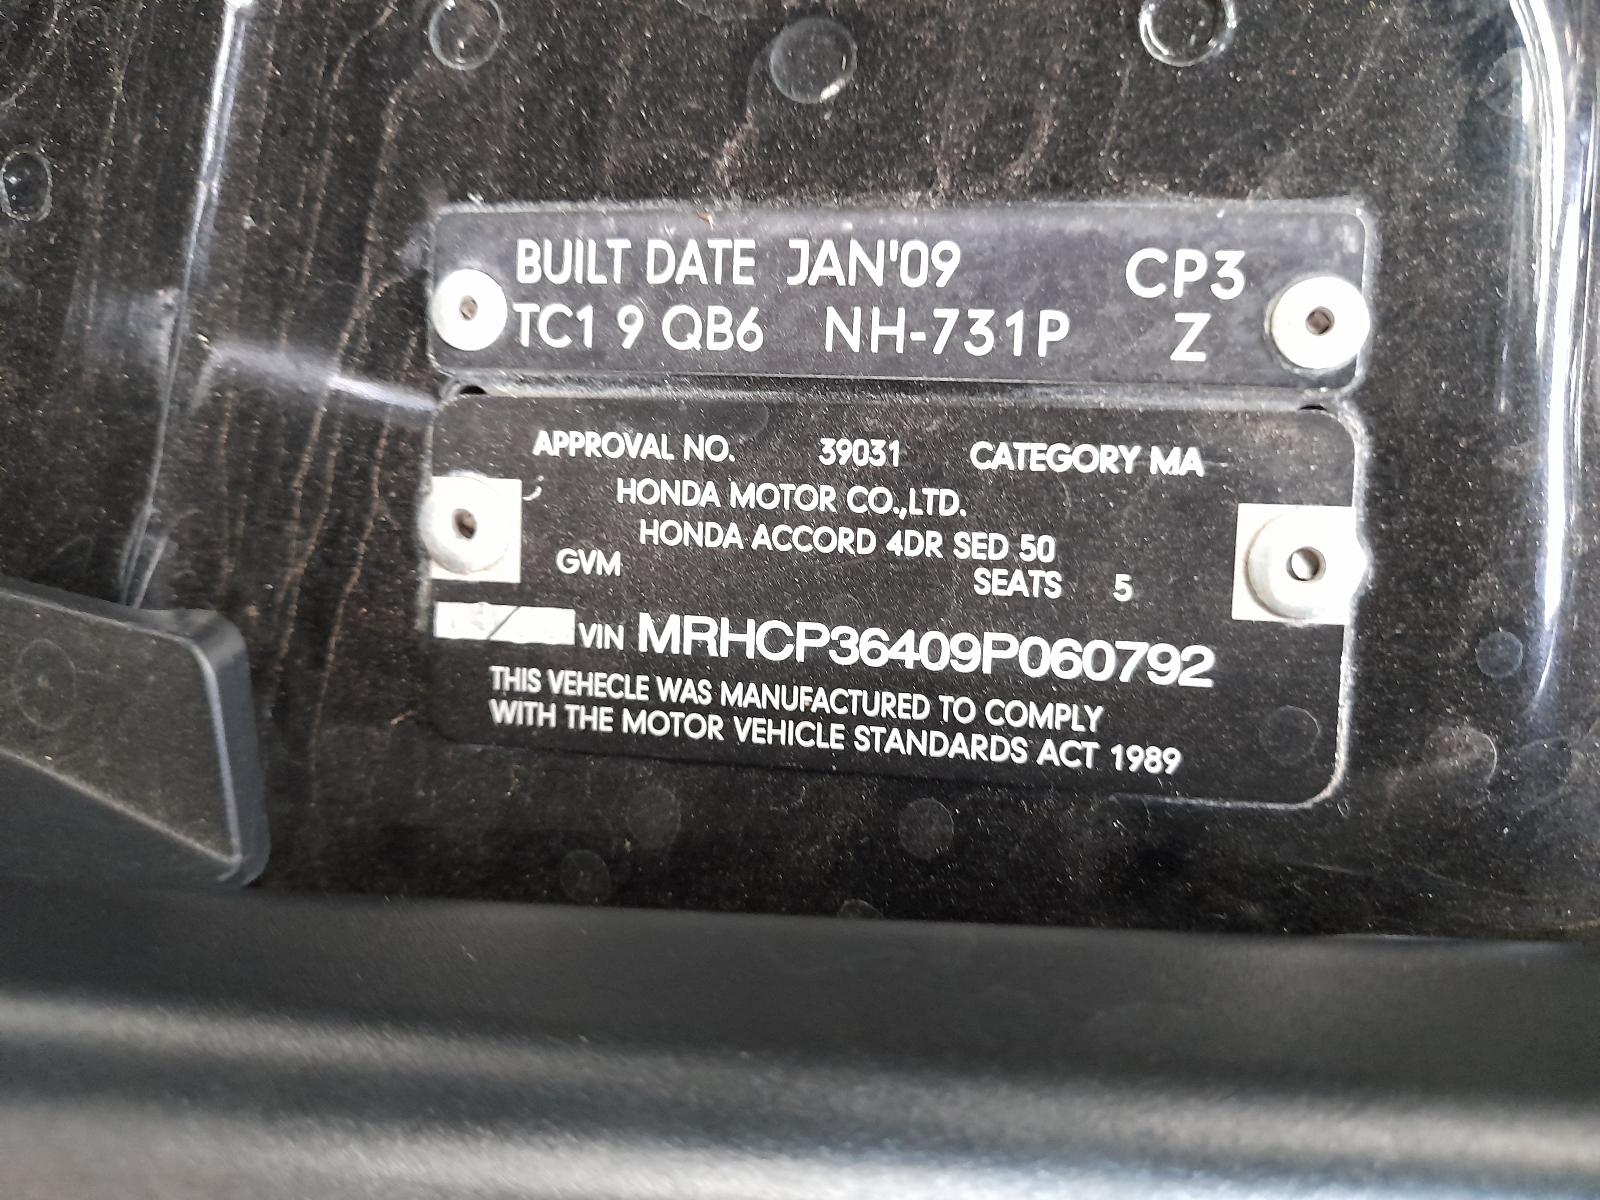 BUILT DATE JAN'09 CP3
TC1 9 QB6 NH-731P Z
APPROVAL NO. 39031 CATEGORY MA
HONDA MOTOR CO.,LTD.
HONDA ACCORD 4DR SED 50
GVM SEATS 5
VIN MRHCP36409P060792
THIS VEHECLE WAS MANUFACTURED TO COMPLY
WITH THE MOTOR VEHICLE STANDARDS ACT 1989